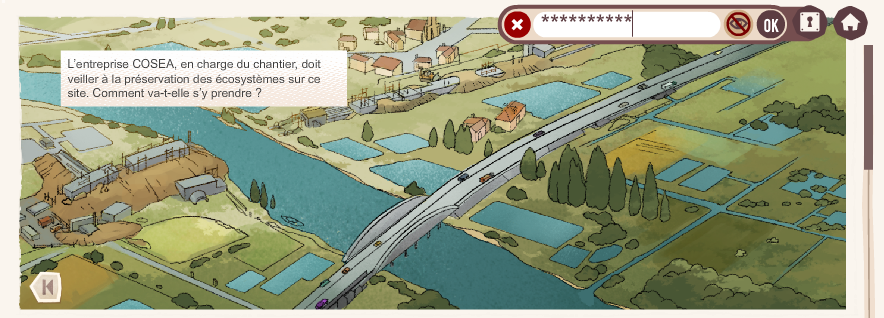 **********
OK
L'entreprise COSEA, en charge du chantier, doit
veiller à la préservation des écosystèmes sur ce
site. Comment va-t-elle s'y prendre ?